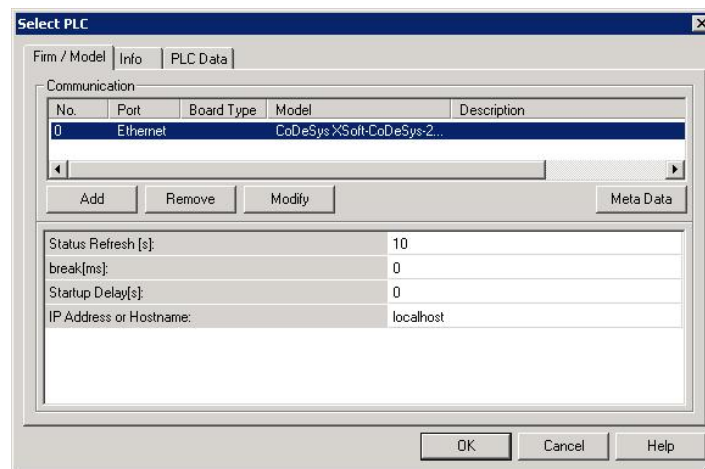 Select PLC
Firm / Model Info PLC Data
Communication
No. Port Board Type Model Description
0 Ethernet CoDeSys XSoft-CoDeSys-2...
Add Remove Modify Meta Data
Status Refresh [s]: 10
break[ms]: 0
Startup Delay[s]: 0
IP Address or Hostname: localhost
OK Cancel Help